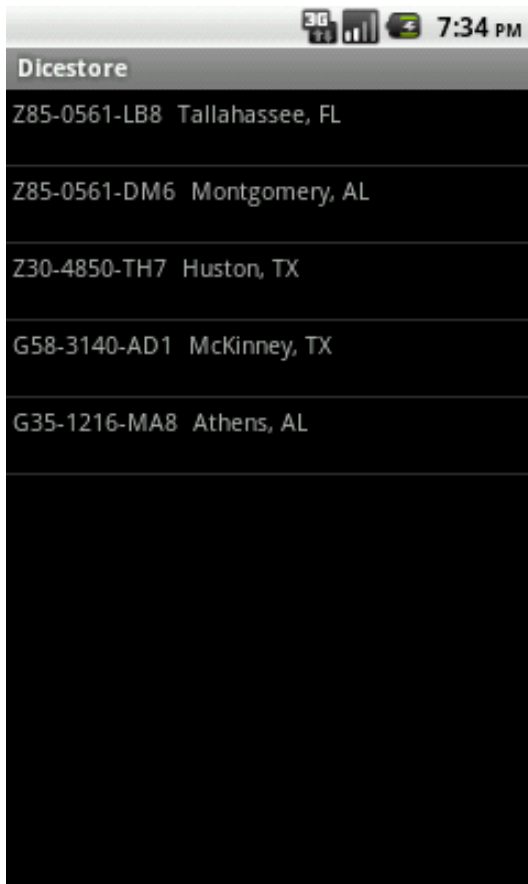 3G 7:34 PM
Dicestore
Z85-0561-LB8 Tallahassee, FL
Z85-0561-DM6 Montgomery, AL
Z30-4850-TH7 Huston, TX
G58-3140-AD1 McKinney, TX
G35-1216-MA8 Athens, AL